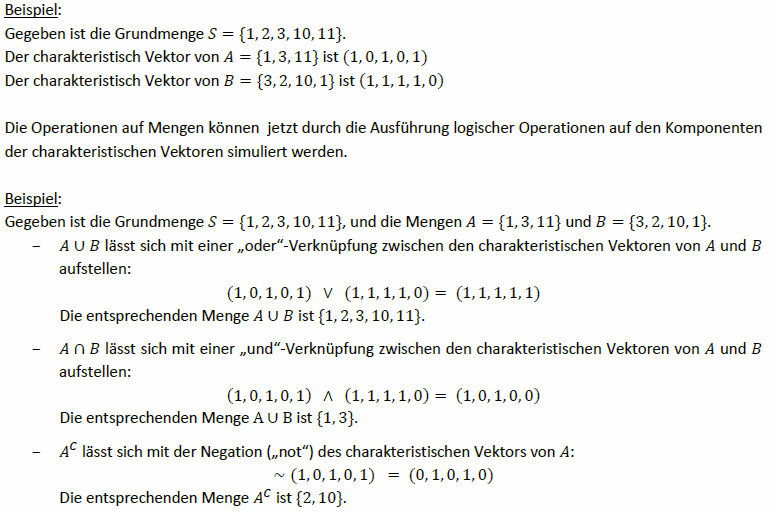 Beispiel:
Gegeben ist die Grundmenge S = {1, 2, 3, 10, 11}.
Der charakteristisch Vektor von A = {1, 3, 11} ist (1, 0, 1, 0, 1)
Der charakteristisch Vektor von B = {3, 2, 10, 1} ist (1, 1, 1, 1, 0)
Die Operationen auf Mengen können jetzt durch die Ausführung logischer Operationen auf den Komponenten
der charakteristischen Vektoren simuliert werden.
Beispiel:
Gegeben ist die Grundmenge S = {1, 2, 3, 10, 11}, und die Mengen A = {1, 3, 11} und B = {3, 2, 10, 1}.
− A ∪ B lässt sich mit einer „oder“-Verknüpfung zwischen den charakteristischen Vektoren von A und B
aufstellen:
(1, 0, 1, 0, 1) ∨ (1, 1, 1, 1, 0) = (1, 1, 1, 1, 1)
Die entsprechenden Menge A ∪ B ist {1, 2, 3, 10, 11}.
− A ∩ B lässt sich mit einer „und“-Verknüpfung zwischen den charakteristischen Vektoren von A und B
aufstellen:
(1, 0, 1, 0, 1) ∧ (1, 1, 1, 1, 0) = (1, 0, 1, 0, 0)
Die entsprechenden Menge A ∪ B ist {1, 3}.
− A^C lässt sich mit der Negation („not“) des charakteristischen Vektors von A:
~ (1, 0, 1, 0, 1) = (0, 1, 0, 1, 0)
Die entsprechenden Menge A^C ist {2, 10}.